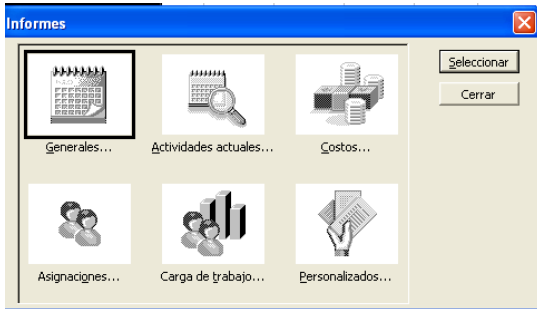 Informes
Seleccionar
Cerrar
Generales...
Actividades actuales...
Costos...
Asignaciones...
Carga de trabajo...
Personalizados...